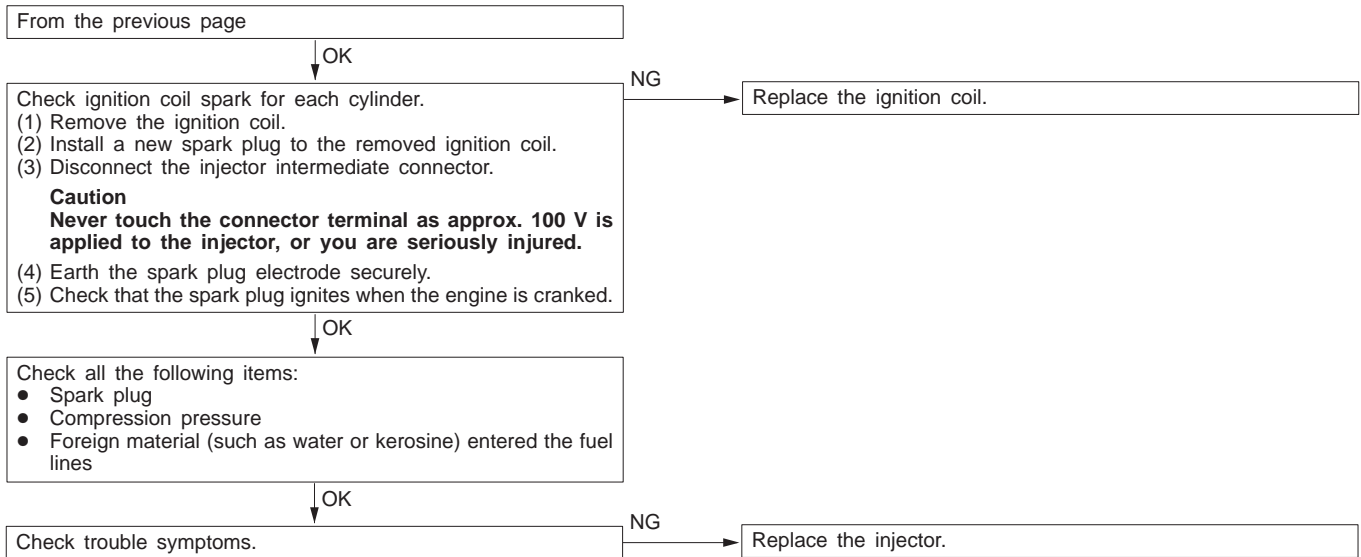 From the previous page
OK
NG
Check ignition coil spark for each cylinder.
(1) Remove the ignition coil.
(2) Install a new spark plug to the removed ignition coil.
(3) Disconnect the injector intermediate connector.
Caution
Never touch the connector terminal as approx. 100 V is
applied to the injector, or you are seriously injured.
(4) Earth the spark plug electrode securely.
(5) Check that the spark plug ignites when the engine is cranked.
Replace the ignition coil.
OK
Check all the following items:
● Spark plug
● Compression pressure
● Foreign material (such as water or kerosine) entered the fuel
lines
OK
NG
Check trouble symptoms.
Replace the injector.